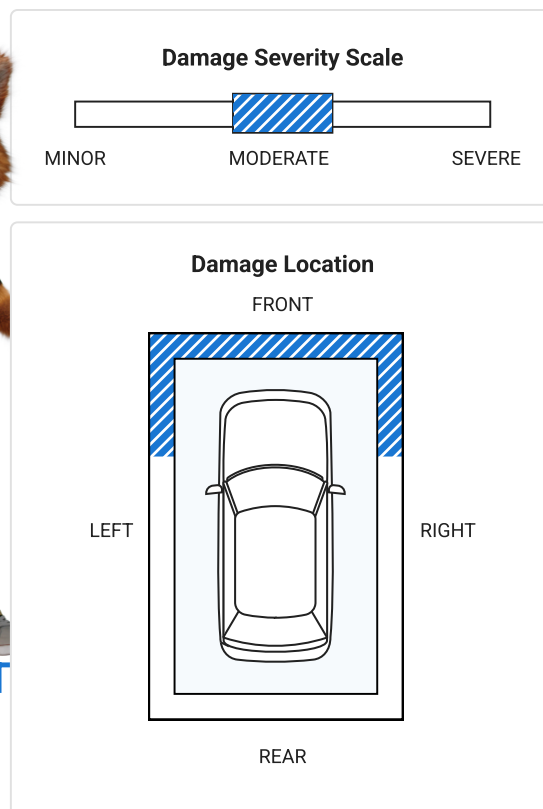 Damage Severity Scale
MINOR MODERATE SEVERE
Damage Location
FRONT
LEFT RIGHT
REAR